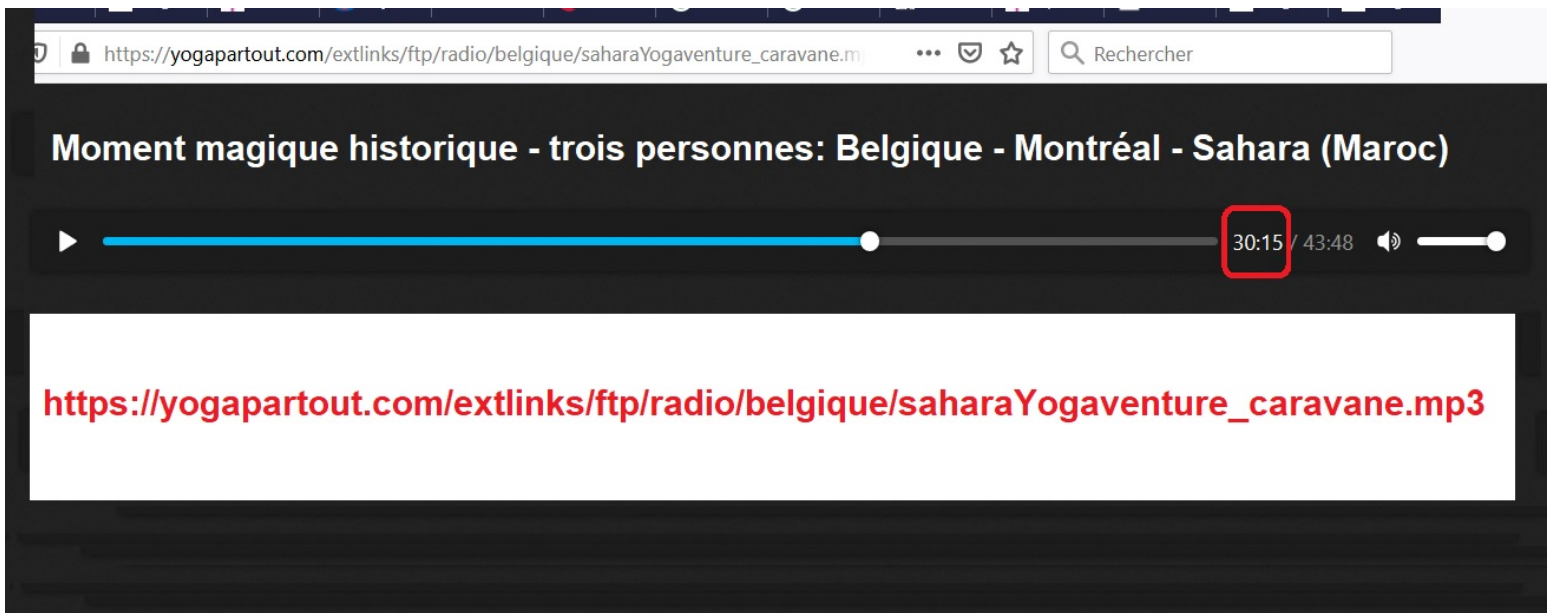 https://yogapartout.com/extlinks/ftp/radio/belgique/saharaYogaventure_caravane.m
Rechercher
Moment magique historique - trois personnes: Belgique - Montréal - Sahara (Maroc)
30:15 / 43:48
https://yogapartout.com/extlinks/ftp/radio/belgique/saharaYogaventure_caravane.mp3